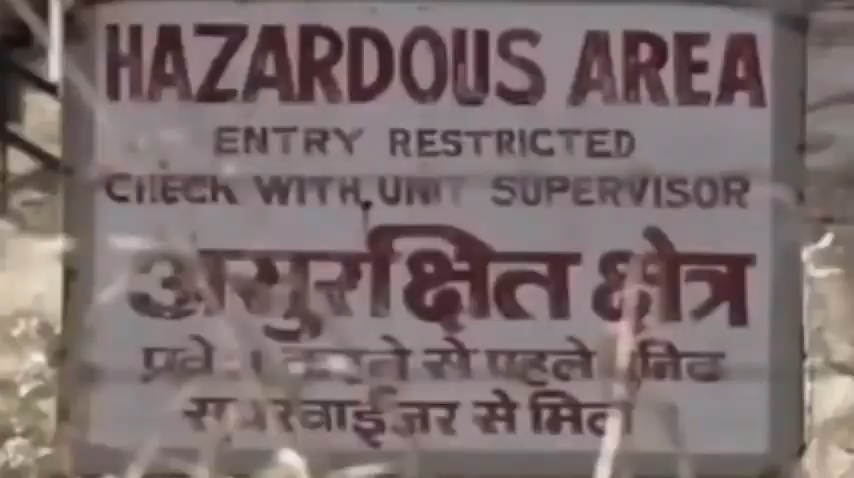 HAZARDOUS AREA
ENTRY RESTRICTED
CHECK WITH UNIT SUPERVISOR
असुरक्षित क्षेत्र
से पहले
से